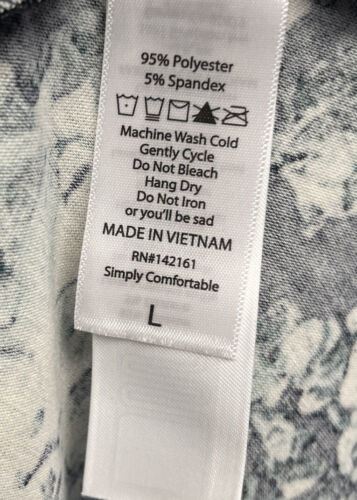 95% Polyester
5% Spandex
Machine Wash Cold
Gently Cycle
Do Not Bleach
Hang Dry
Do Not Iron
or you'll be sad
MADE IN VIETNAM
RN#142161
Simply Comfortable
L